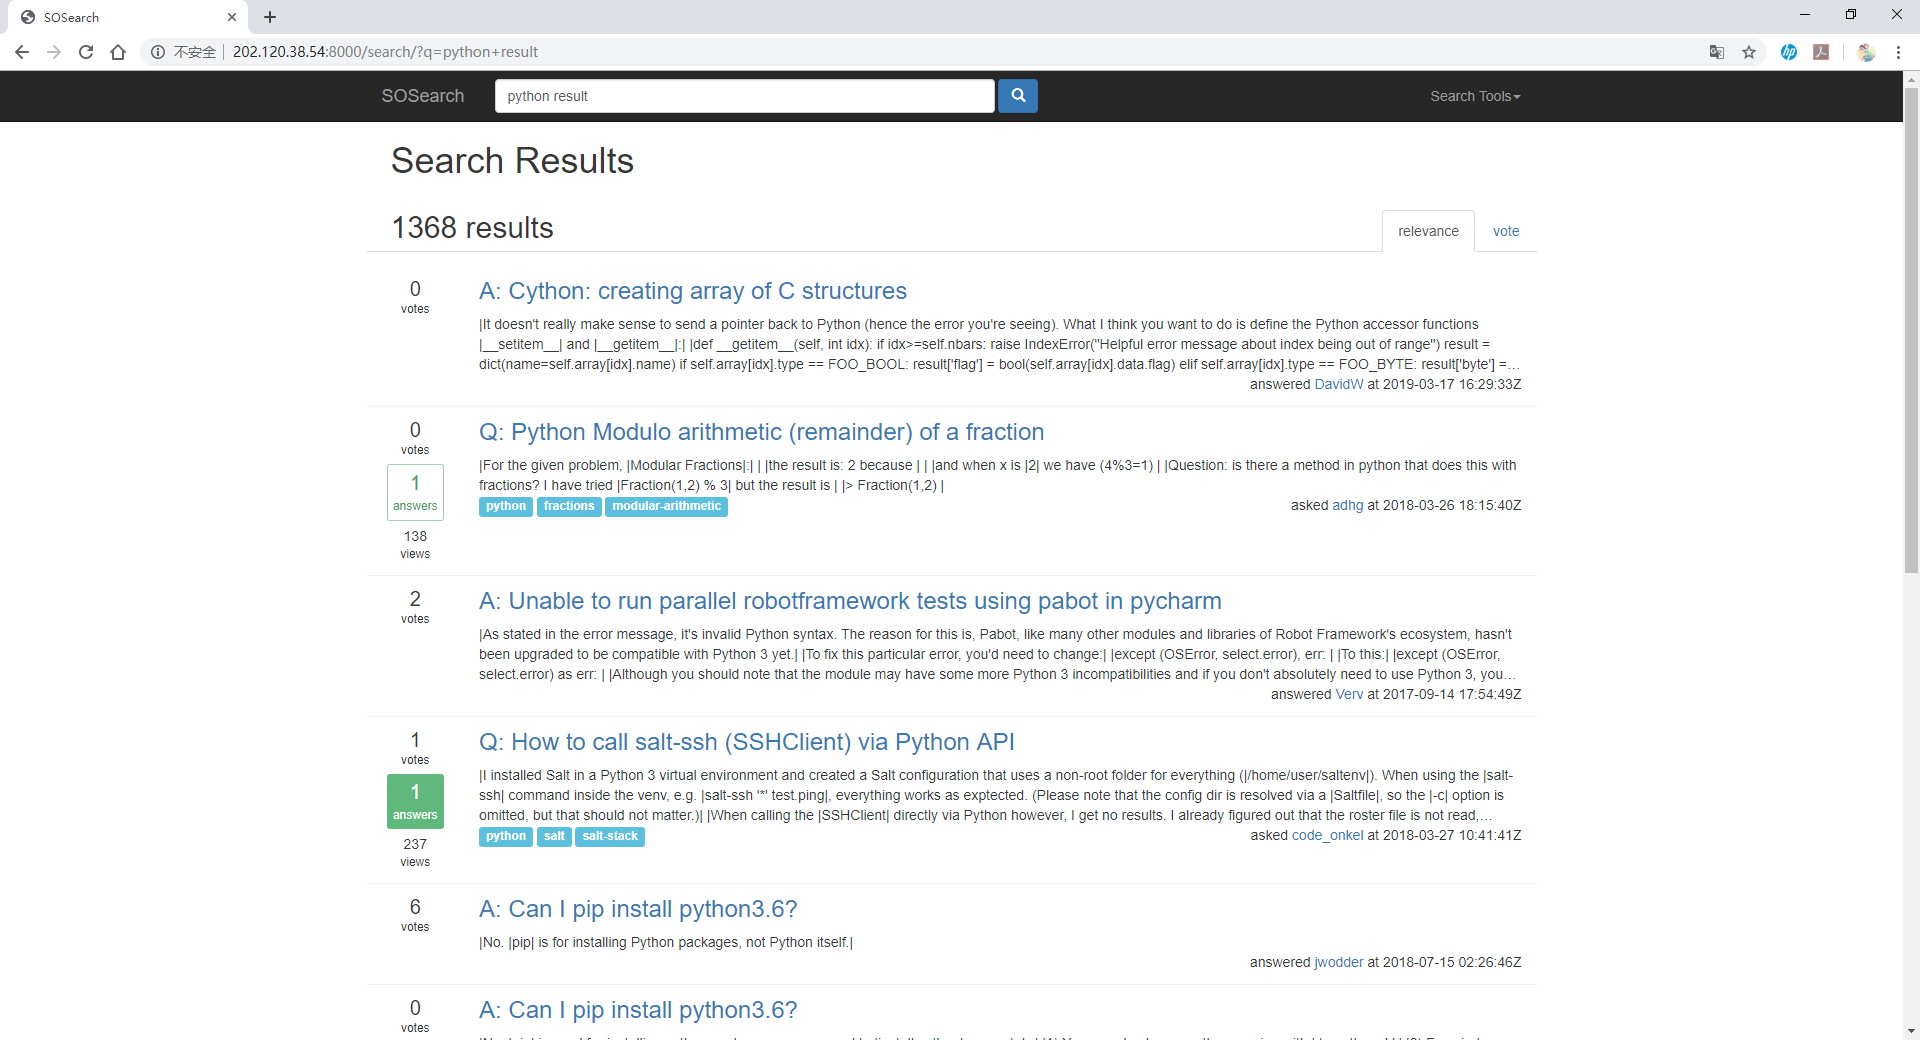 SOSearch
不安全 202.120.38.54:8000/search/?q=python+result
SOSearch python result Search Tools
Search Results
1368 results relevance vote
0
votes
A: Cython: creating array of C structures
|It doesn't really make sense to send a pointer back to Python (hence the error you're seeing). What I think you want to do is define the Python accessor functions
|__setitem__| and |__getitem__|:| |def __getitem__(self, int idx): if idx>=self.nbars: raise IndexError("Helpful error message about index being out of range") result =
dict(name=self.array[idx].name) if self.array[idx].type == FOO_BOOL: result['flag'] = bool(self.array[idx].data.flag) elif self.array[idx].type == FOO_BYTE: result['byte'] =…
answered DavidW at 2019-03-17 16:29:33Z
0
votes
1
answers
138
views
Q: Python Modulo arithmetic (remainder) of a fraction
|For the given problem, |Modular Fractions|:| | |the result is: 2 because | | |and when x is |2| we have (4%3=1) | |Question: is there a method in python that does this with
fractions? I have tried |Fraction(1,2) % 3| but the result is | |> Fraction(1,2) |
python fractions modular-arithmetic asked adhg at 2018-03-26 18:15:40Z
2
votes
A: Unable to run parallel robotframework tests using pabot in pycharm
|As stated in the error message, it's invalid Python syntax. The reason for this is, Pabot, like many other modules and libraries of Robot Framework's ecosystem, hasn't
been upgraded to be compatible with Python 3 yet.| |To fix this particular error, you'd need to change:| |except (OSError, select.error), err: | |To this:| |except (OSError,
select.error) as err: | |Although you should note that the module may have some more Python 3 incompatibilities and if you don't absolutely need to use Python 3, you…
answered Verv at 2017-09-14 17:54:49Z
1
votes
1
answers
237
views
Q: How to call salt-ssh (SSHClient) via Python API
|I installed Salt in a Python 3 virtual environment and created a Salt configuration that uses a non-root folder for everything (|/home/user/saltenv|). When using the |salt-
ssh| command inside the venv, e.g. |salt-ssh '*' test.ping|, everything works as exptected. (Please note that the config dir is resolved via a |Saltfile|, so the |-c| option is
omitted, but that should not matter.)| |When calling the |SSHClient| directly via Python however, I get no results. I already figured out that the roster file is not read,…
python salt salt-stack asked code_onkel at 2018-03-27 10:41:41Z
6
votes
A: Can I pip install python3.6?
|No. |pip| is for installing Python packages, not Python itself.|
answered jwodder at 2018-07-15 02:26:46Z
0
votes
A: Can I pip install python3.6?